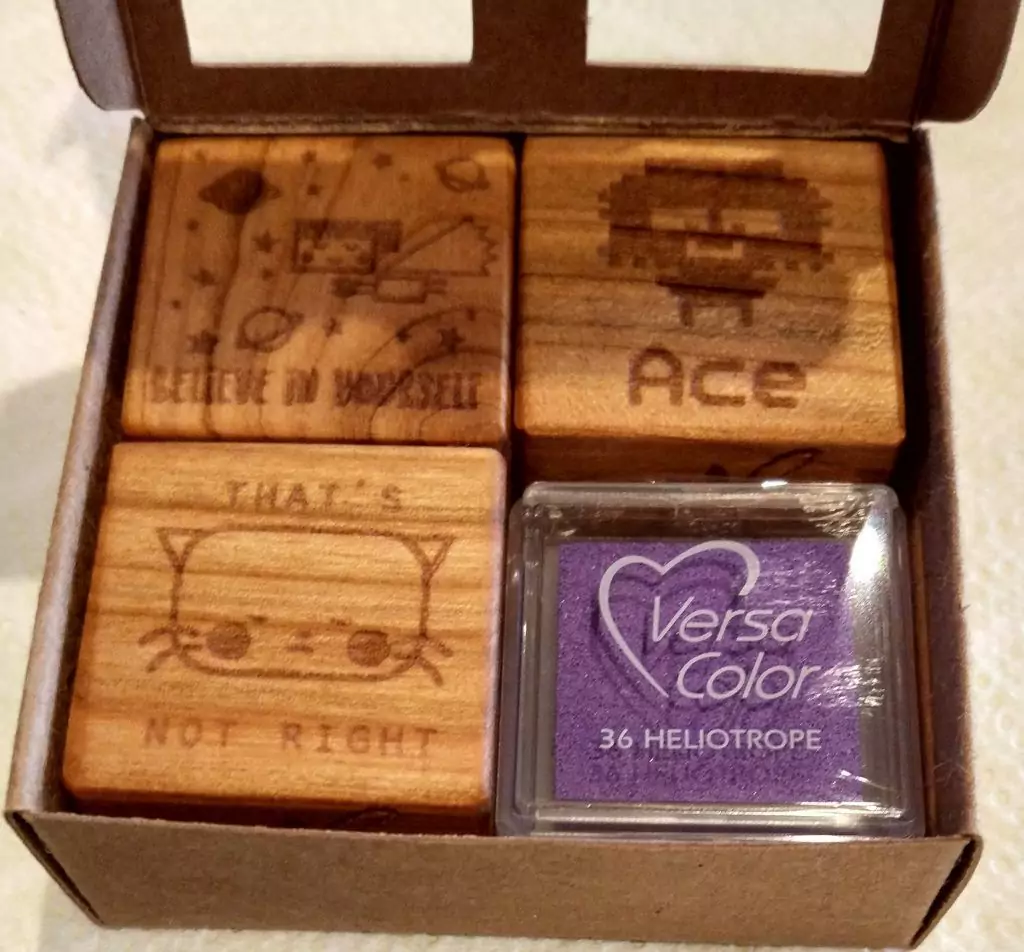 BELIEVE IN YOURSELF
Ace
THAT'S
NOT RIGHT
Versa
Color
36 HELIOTROPE